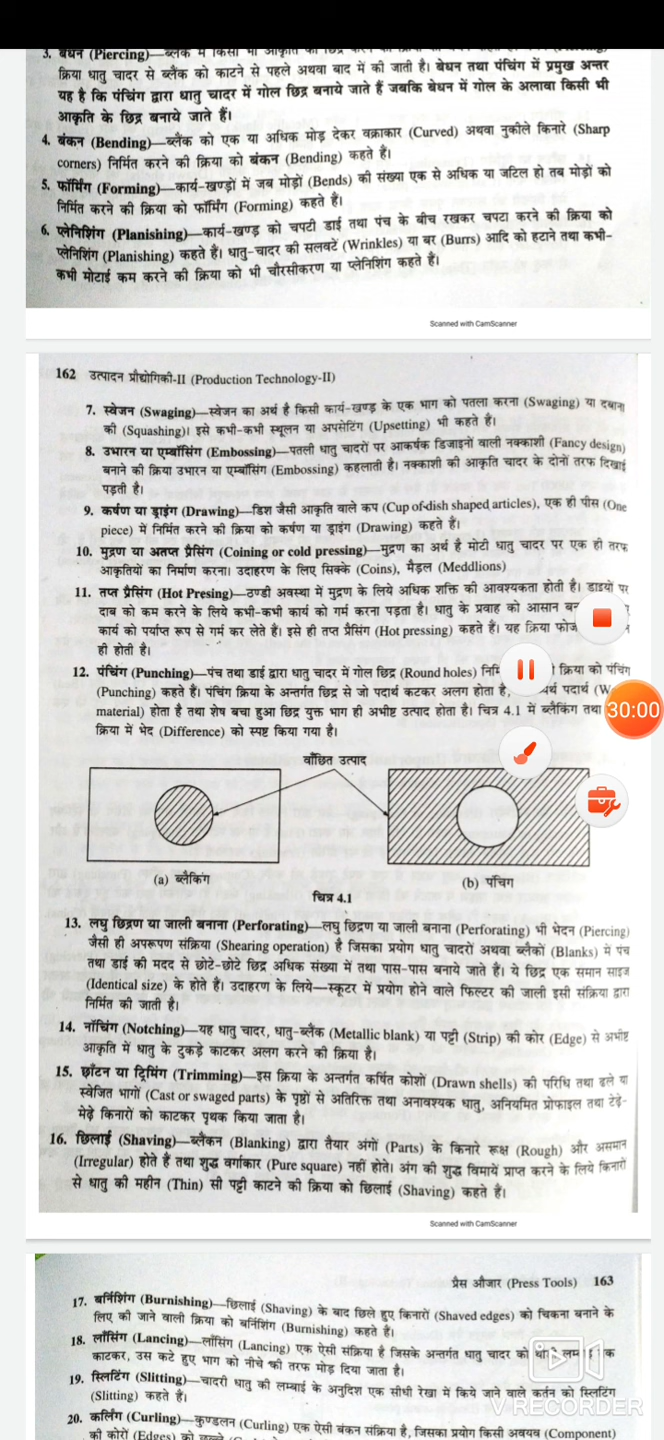 3. बेधन (Piercing)—ब्लैंक में किसी भी आकृति का छिद्र करने की क्रिया को बेधन कहते हैं।
क्रिया धातु चादर से ब्लैंक को काटने से पहले अथवा बाद में की जाती है। बेधन तथा पंचिंग में प्रमुख अन्तर
यह है कि पंचिंग द्वारा धातु चादर में गोल छिद्र बनाये जाते हैं जबकि बेधन में गोल के अलावा किसी भी
आकृति के छिद्र बनाये जाते हैं।
4. बंकन (Bending)—ब्लैंक को एक या अधिक मोड़ देकर वक्राकार (Curved) अथवा नुकीले किनारे (Sharp
corners) निर्मित करने की क्रिया को बंकन (Bending) कहते हैं।
5. फॉर्मिंग (Forming)—कार्य-खण्डों में जब मोड़ों (Bends) की संख्या एक से अधिक या जटिल हो तब मोड़ों को
निर्मित करने की क्रिया को फॉर्मिंग (Forming) कहते हैं।
6. प्लेनिशिंग (Planishing)—कार्य-खण्ड को चपटी डाई तथा पंच के बीच रखकर चपटा करने की क्रिया को
प्लेनिशिंग (Planishing) कहते हैं। धातु-चादर की सलवटें (Wrinkles) या बर (Burrs) आदि को हटाने तथा कभी-
कभी मोटाई कम करने की क्रिया को भी चौरसीकरण या प्लेनिशिंग कहते हैं।
Scanned with CamScanner
162 उत्पादन प्रौद्योगिकी-II (Production Technology-II)
7. स्वेजन (Swaging)—स्वेजन का अर्थ है किसी कार्य-खण्ड के एक भाग को पतला करना (Swaging) या दबाना
की (Squashing)। इसे कभी-कभी स्थूलन या अपसेटिंग (Upsetting) भी कहते हैं।
8. उभारन या एम्बॉसिंग (Embossing)—पतली धातु चादरों पर आकर्षक डिजाइनों वाली नक्काशी (Fancy design)
बनाने की क्रिया उभारन या एम्बॉसिंग (Embossing) कहलाती है। नक्काशी की आकृति चादर के दोनों तरफ दिखाई
पड़ती है।
9. कर्षण या ड्राइंग (Drawing)—डिश जैसी आकृति वाले कप (Cup of-dish shaped articles), एक ही पीस (One
piece) में निर्मित करने की क्रिया को कर्षण या ड्राइंग (Drawing) कहते हैं।
10. मुद्रण या अतप्त प्रैसिंग (Coining or cold pressing)—मुद्रण का अर्थ है मोटी धातु चादर पर एक ही तरफ
आकृतियों का निर्माण करना। उदाहरण के लिए सिक्के (Coins), मैडल (Meddlions)
11. तप्त प्रैसिंग (Hot Presing)—ठण्डी अवस्था में मुद्रण के लिये अधिक शक्ति की आवश्यकता होती है। डाइयों पर
दाब को कम करने के लिये कभी-कभी कार्य को गर्म करना पड़ता है। धातु के प्रवाह को आसान बन
कार्य को पर्याप्त रूप से गर्म कर लेते हैं। इसे ही तप्त प्रैसिंग (Hot pressing) कहते हैं। यह क्रिया फोज
ही होती है।
12. पंचिंग (Punching)—पंच तथा डाई द्वारा धातु चादर में गोल छिद्र (Round holes) निर्मि क्रिया को पंचिंग
(Punching) कहते हैं। पंचिंग क्रिया के अन्तर्गत छिद्र से जो पदार्थ कटकर अलग होता है, यर्थ पदार्थ (W
material) होता है तथा शेष बचा हुआ छिद्र युक्त भाग ही अभीष्ट उत्पाद होता है। चित्र 4.1 में ब्लैंकिंग तथा
30:00
क्रिया में भेद (Difference) को स्पष्ट किया गया है।
वाँछित उत्पाद
(a) ब्लैंकिंग
(b) पंचिंग
चित्र 4.1
13. लघु छिद्रण या जाली बनाना (Perforating)—लघु छिद्रण या जाली बनाना (Perforating) भी भेदन (Piercing)
जैसी ही अपरूपण संक्रिया (Shearing operation) है जिसका प्रयोग धातु चादरों अथवा ब्लैकों (Blanks) में पंच
तथा डाई की मदद से छोटे-छोटे छिद्र अधिक संख्या में तथा पास-पास बनाये जाते हैं। ये छिद्र एक समान साइज
(Identical size) के होते हैं। उदाहरण के लिये—स्कूटर में प्रयोग होने वाले फिल्टर की जाली इसी संक्रिया द्वारा
निर्मित की जाती है।
14. नॉचिंग (Notching)—यह धातु चादर, धातु-ब्लैंक (Metallic blank) या पट्टी (Strip) की कोर (Edge) से अभीष्ट
आकृति में धातु के टुकड़े काटकर अलग करने की क्रिया है।
15. छाँटन या ट्रिमिंग (Trimming)—इस क्रिया के अन्तर्गत कर्षित कोशों (Drawn shells) की परिधि तथा ढले या
स्वेजित भागों (Cast or swaged parts) के पृष्ठों से अतिरिक्त तथा अनावश्यक धातु, अनियमित प्रोफाइल तथा टेढ़े-
मेढ़े किनारों को काटकर पृथक किया जाता है।
16. छिलाई (Shaving)—ब्लैंकन (Blanking) द्वारा तैयार अंगों (Parts) के किनारे रूक्ष (Rough) और असमान
(Irregular) होते हैं तथा शुद्ध वर्गाकार (Pure square) नहीं होते। अंग की शुद्ध विमायें प्राप्त करने के लिये किनारों
से धातु की महीन (Thin) सी पट्टी काटने की क्रिया को छिलाई (Shaving) कहते हैं।
Scanned with CamScanner
प्रैस औजार (Press Tools) 163
17. बर्निशिंग (Burnishing)—छिलाई (Shaving) के बाद छिले हुए किनारों (Shaved edges) को चिकना बनाने के
लिए की जाने वाली क्रिया को बर्निशिंग (Burnishing) कहते हैं।
18. लाँसिंग (Lancing)—लाँसिंग (Lancing) एक ऐसी संक्रिया है जिसके अन्तर्गत धातु चादर को
काटकर, उस कटे हुए भाग को नीचे की तरफ मोड़ दिया जाता है।
19. स्लिटिंग (Slitting)—चादरी धातु की लम्बाई के अनुदिश एक सीधी रेखा में किये जाने वाले कर्तन को स्लिटिंग
(Slitting) कहते हैं।
V RECORDER
20. कर्लिंग (Curling)—कुण्डलन (Curling) एक ऐसी बंकन संक्रिया है, जिसका प्रयोग किसी अवयव (Component)
की कोरों (Edges) को